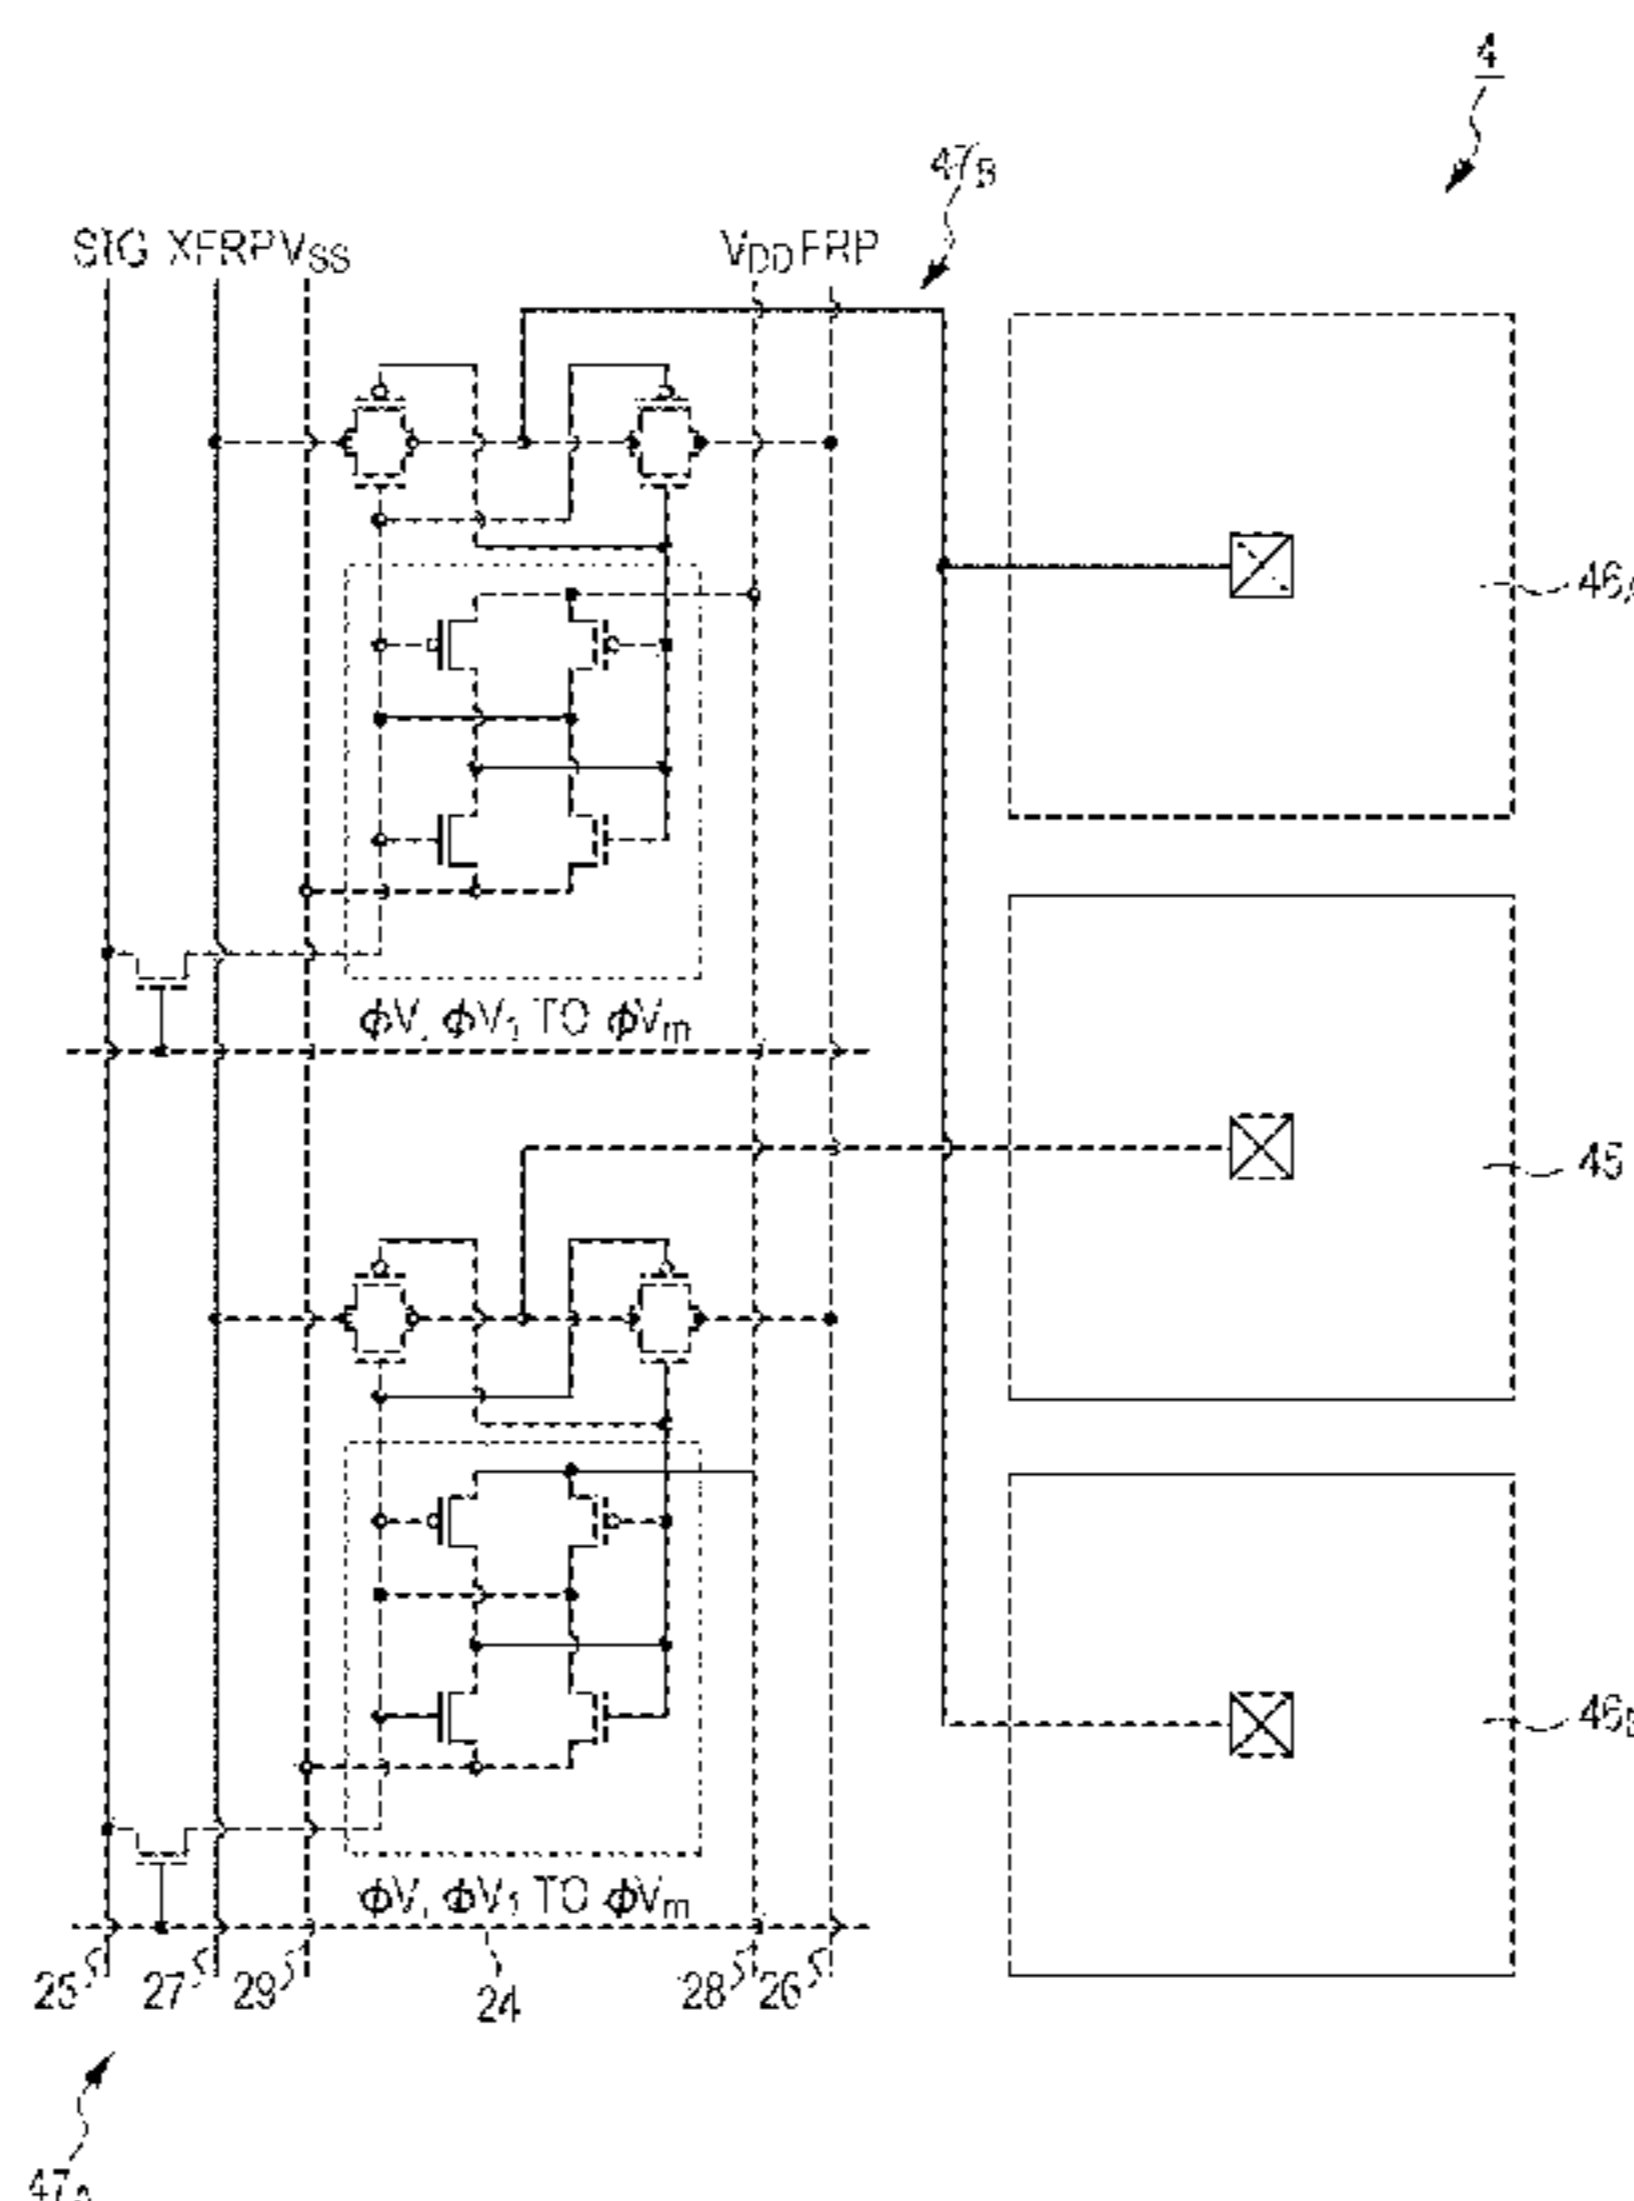 4
47B
SIG XFRP VSS
VDD FRP
46A
ϕV, ϕV1 TO ϕVm
45
ϕV, ϕV1 TO ϕVm
46B
25 27 29 24 28 26
47A